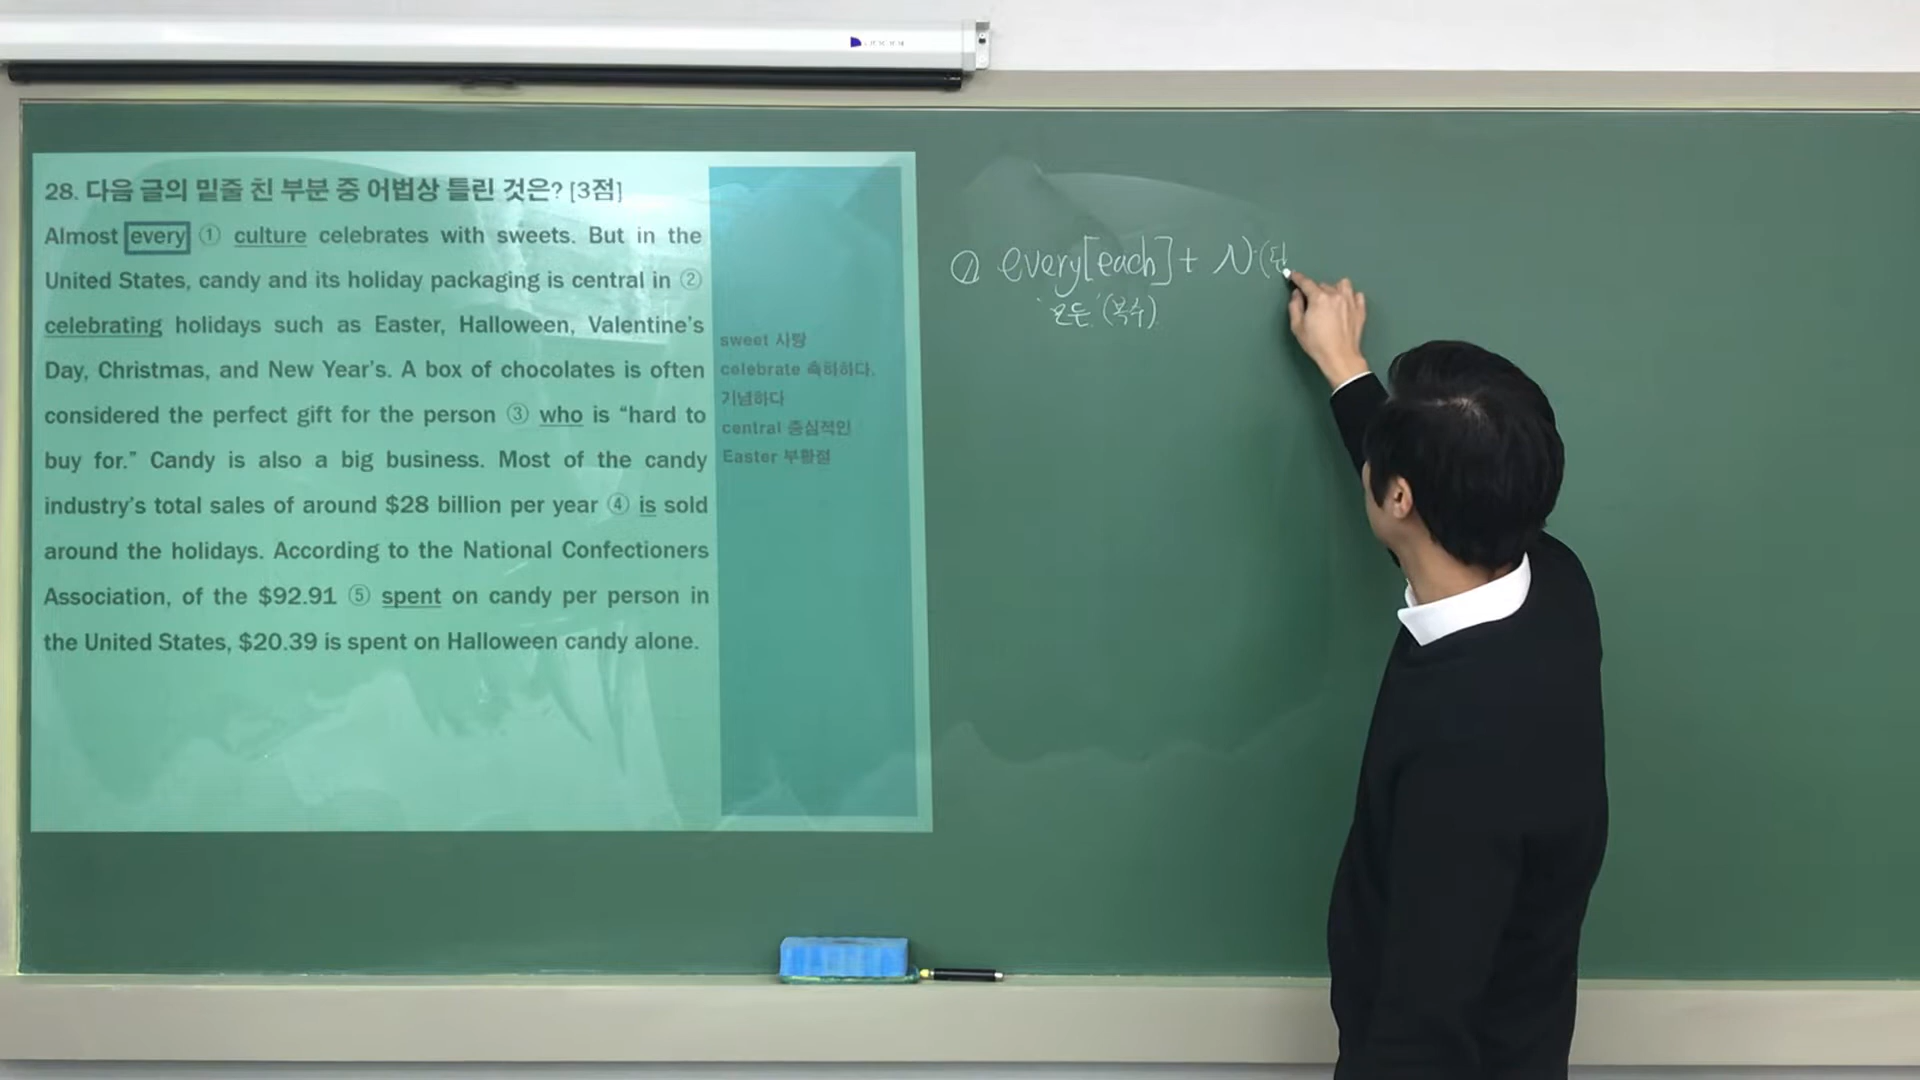 28. 다음 글의 밑줄 친 부분 중 어법상 틀린 것은? [3점]
Almost every ① culture celebrates with sweets. But in the
United States, candy and its holiday packaging is central in ②
celebrating holidays such as Easter, Halloween, Valentine's
Day, Christmas, and New Year's. A box of chocolates is often
considered the perfect gift for the person ③ who is “hard to
buy for.” Candy is also a big business. Most of the candy
industry's total sales of around $28 billion per year ④ is sold
around the holidays. According to the National Confectioners
Association, of the $92.91 ⑤ spent on candy per person in
the United States, $20.39 is spent on Halloween candy alone.
sweet 사탕
celebrate 축하하다,
기념하다
central 중심적인
Easter 부활절
① every[each] + N (단
'모든' (복수)